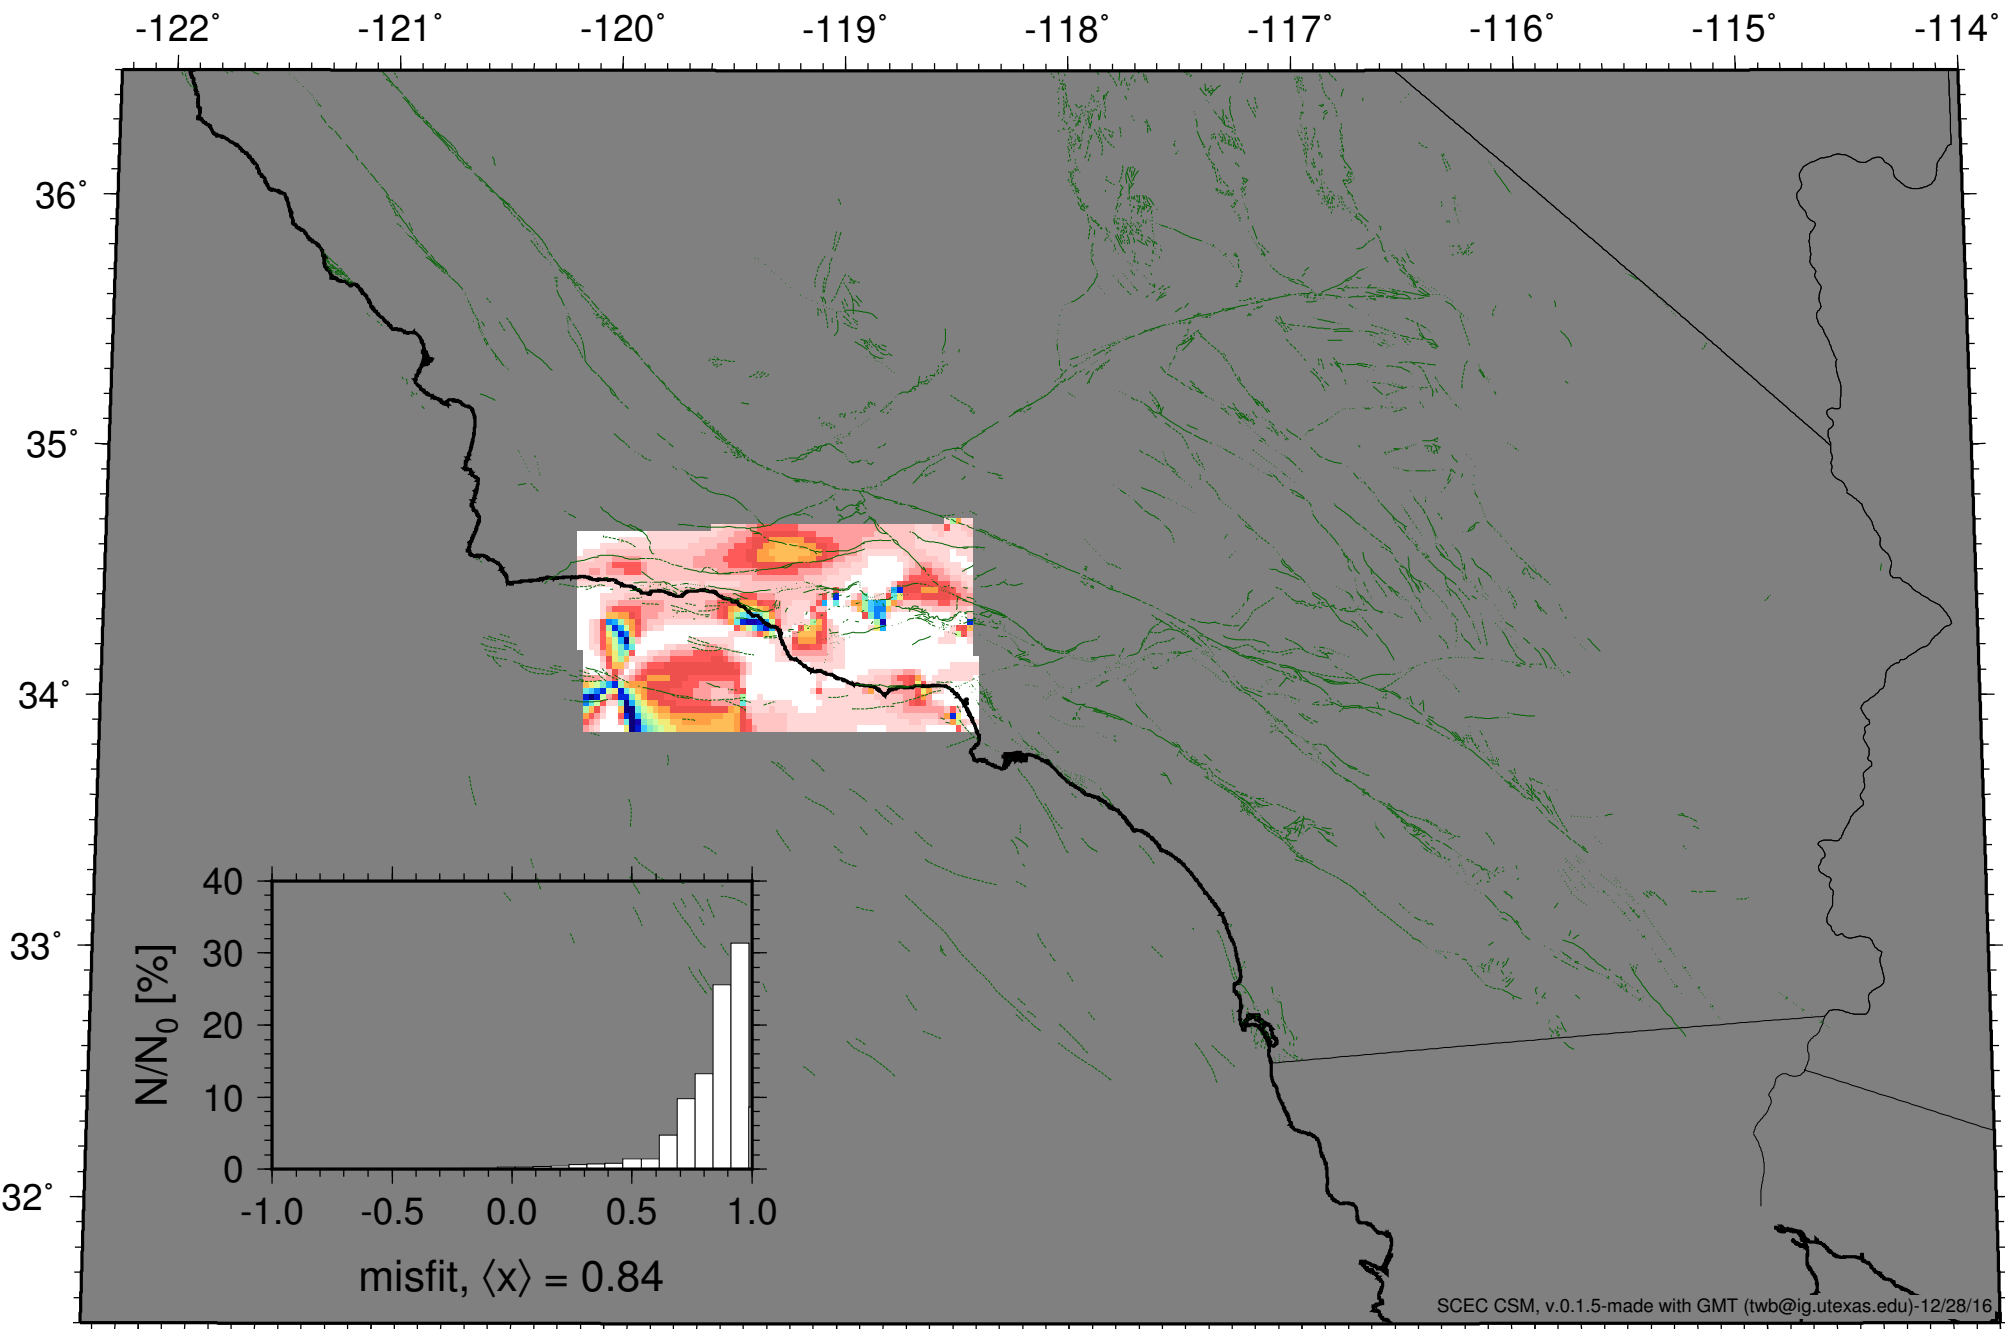 -122˚ -121˚ -120˚ -119˚ -118˚ -117˚ -116˚ -115˚ -114˚
36˚
35˚
34˚
33˚
32˚
40
30
20
10
0
N/N0 [%]
-1.0 -0.5 0.0 0.5 1.0
misfit, ⟨x⟩ = 0.84
SCEC CSM, v.0.1.5-made with GMT (twb@ig.utexas.edu)-12/28/16